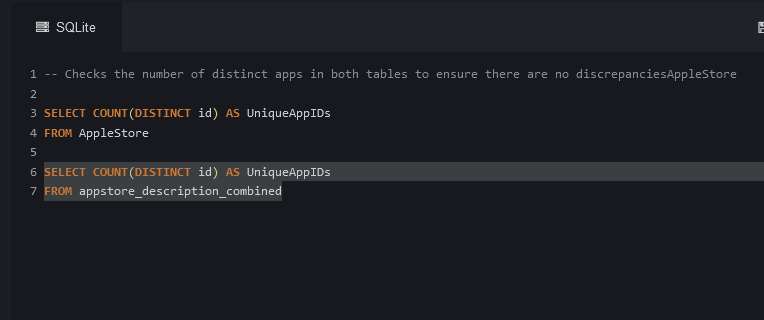 SQLite
1 -- Checks the number of distinct apps in both tables to ensure there are no discrepanciesAppleStore
2
3 SELECT COUNT(DISTINCT id) AS UniqueAppIDs
4 FROM AppleStore
5
6 SELECT COUNT(DISTINCT id) AS UniqueAppIDs
7 FROM appstore_description_combined